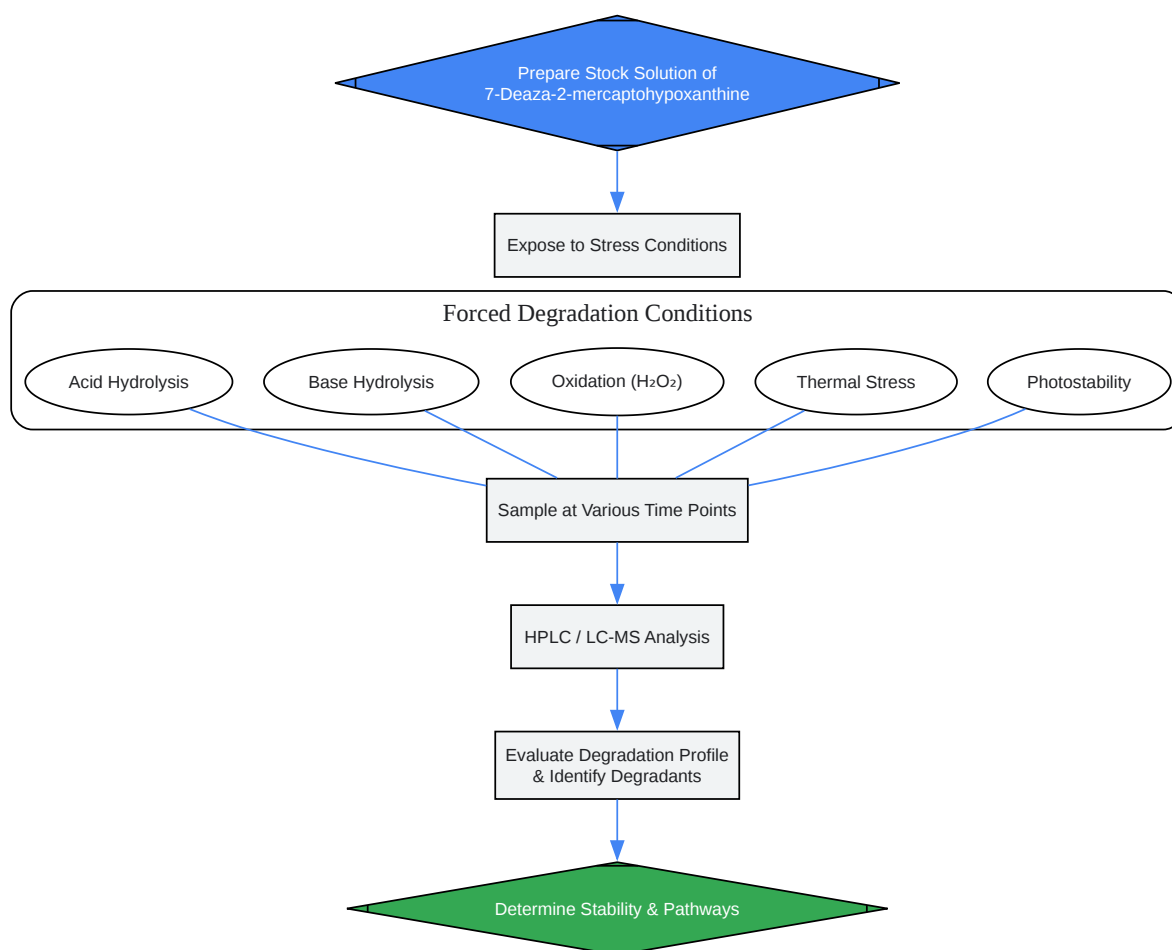 Prepare Stock Solution of
7-Deaza-2-mercaptohypoxanthine
Expose to Stress Conditions
Forced Degradation Conditions
Acid Hydrolysis
Base Hydrolysis
Oxidation (H₂O₂)
Thermal Stress
Photostability
Sample at Various Time Points
HPLC / LC-MS Analysis
Evaluate Degradation Profile
& Identify Degradants
Determine Stability & Pathways